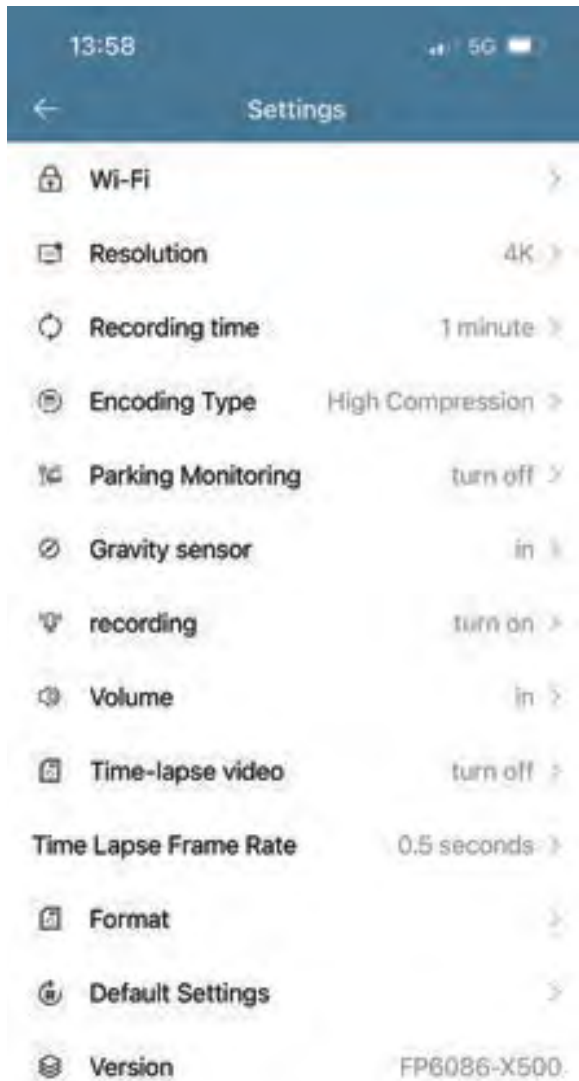 13:58 5G
Settings
Wi-Fi
Resolution 4K
Recording time 1 minute
Encoding Type High Compression
Parking Monitoring turn off
Gravity sensor in
recording turn on
Volume in
Time-lapse video turn off
Time Lapse Frame Rate 0.5 seconds
Format
Default Settings
Version FP6086-X500